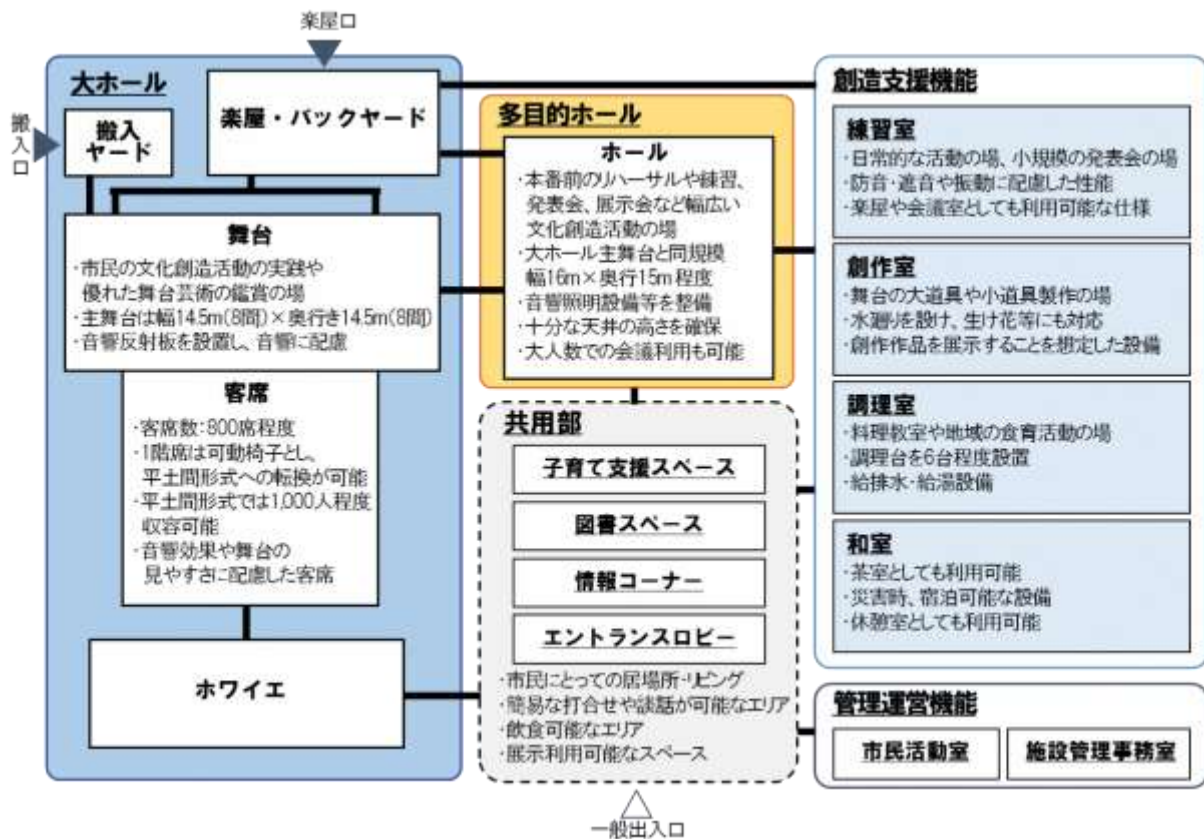 楽屋口
搬入口
大ホール
楽屋・バックヤード
搬入
ヤード
舞台
・市民の文化創造活動の実践や
優れた舞台芸術の鑑賞の場
・主舞台は幅14.5m(8間)×奥行き14.5m(8間)
・音響反射板を設置し、音響に配慮
客席
・客席数:800席程度
・1階席は可動椅子とし、
平土間形式への転換が可能
・平土間形式では1,000人程度
収容可能
・音響効果や舞台の
見やすさに配慮した客席
ホワイエ
多目的ホール
ホール
・本番前のリハーサルや練習、
発表会、展示会など幅広い
文化創造活動の場
・大ホール主舞台と同規模
幅16m×奥行15m程度
・音響照明設備等を整備
・十分な天井の高さを確保
・大人数での会議利用も可能
共用部
子育て支援スペース
図書スペース
情報コーナー
エントランスロビー
・市民にとっての居場所・リビング
・簡易な打合せや談話が可能なエリア
・飲食可能なエリア
・展示利用可能なスペース
一般出入口
創造支援機能
練習室
・日常的な活動の場、小規模の発表会の場
・防音・遮音や振動に配慮した性能
・楽屋や会議室としても利用可能な仕様
創作室
・舞台の大道具や小道具製作の場
・水廻りを設け、生け花等にも対応
・創作作品を展示することを想定した設備
調理室
・料理教室や地域の食育活動の場
・調理台を6台程度設置
・給排水・給湯設備
和室
・茶室としても利用可能
・災害時、宿泊可能な設備
・休憩室としても利用可能
管理運営機能
市民活動室
施設管理事務室